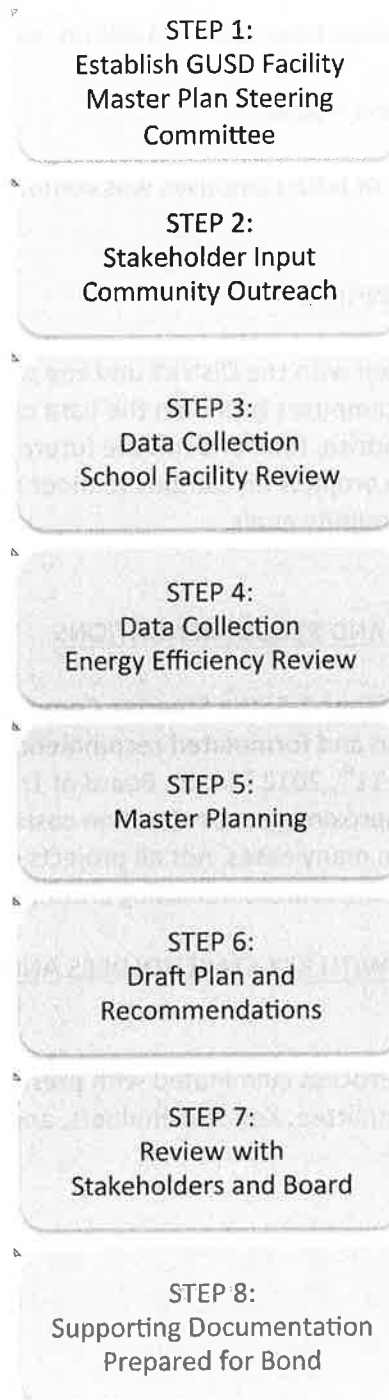 STEP 1:
Establish GUSD Facility
Master Plan Steering
Committee
STEP 2:
Stakeholder Input
Community Outreach
STEP 3:
Data Collection
School Facility Review
STEP 4:
Data Collection
Energy Efficiency Review
STEP 5:
Master Planning
STEP 6:
Draft Plan and
Recommendations
STEP 7:
Review with
Stakeholders and Board
STEP 8:
Supporting Documentation
Prepared for Bond